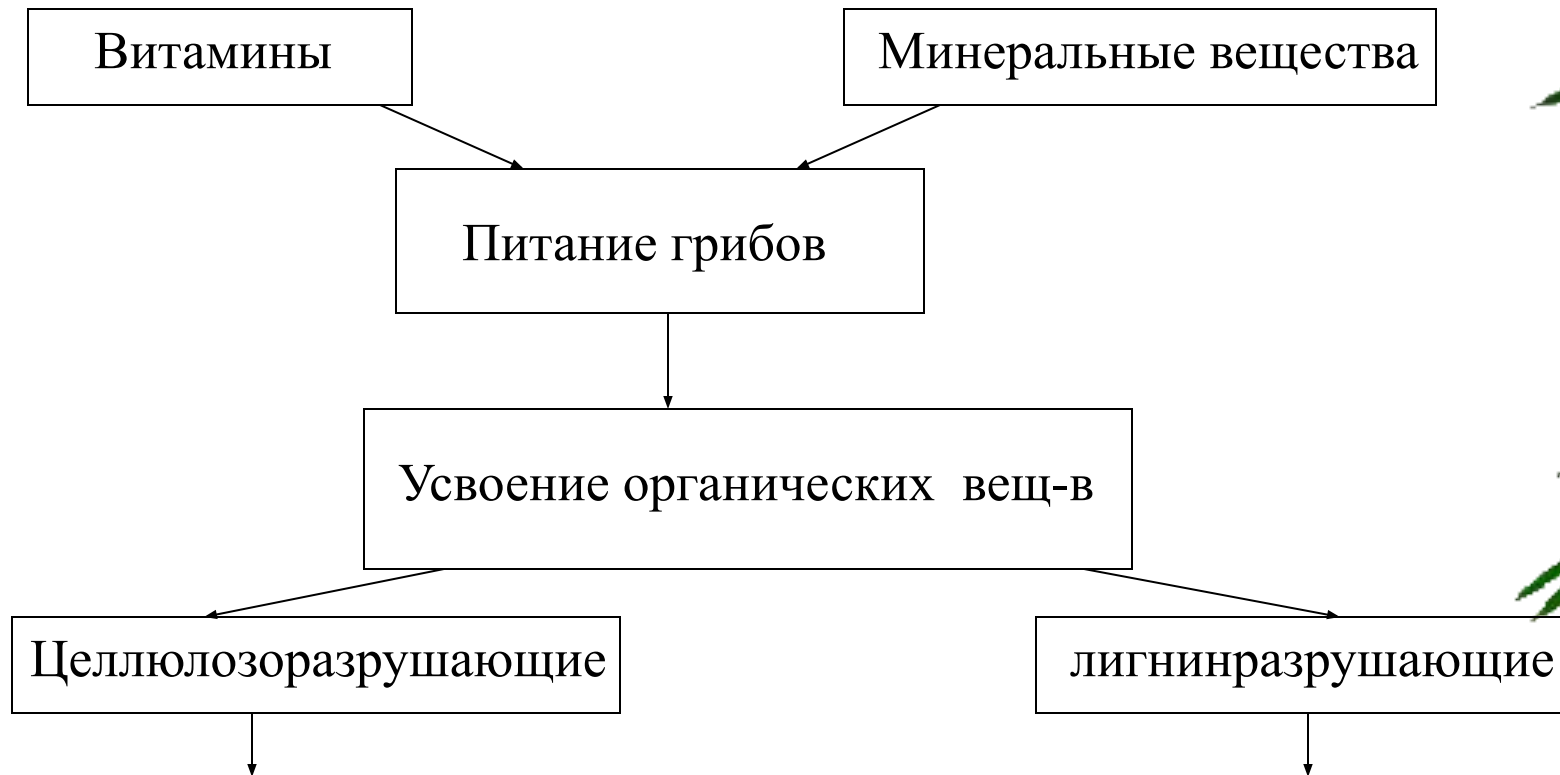 Витамины
Минеральные вещества
Питание грибов
Усвоение органических вещ-в
Целлюлозоразрушающие
лигнинразрушающие